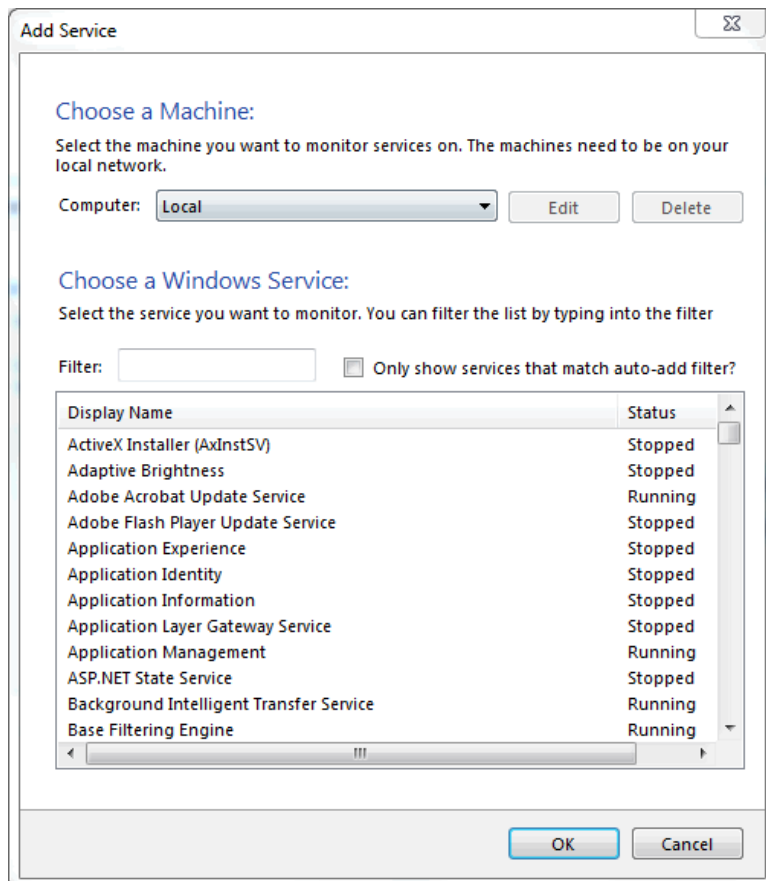 Add Service
Choose a Machine:
Select the machine you want to monitor services on. The machines need to be on your
local network.
Computer: Local Edit Delete
Choose a Windows Service:
Select the service you want to monitor. You can filter the list by typing into the filter
Filter: Only show services that match auto-add filter?
Display Name Status
ActiveX Installer (AxInstSV) Stopped
Adaptive Brightness Stopped
Adobe Acrobat Update Service Running
Adobe Flash Player Update Service Stopped
Application Experience Stopped
Application Identity Stopped
Application Information Stopped
Application Layer Gateway Service Stopped
Application Management Running
ASP.NET State Service Stopped
Background Intelligent Transfer Service Running
Base Filtering Engine Running
OK Cancel